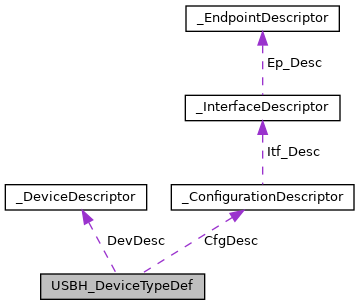 _EndpointDescriptor
Ep_Desc
_InterfaceDescriptor
Itf_Desc
_DeviceDescriptor
_ConfigurationDescriptor
DevDesc
CfgDesc
USBH_DeviceTypeDef